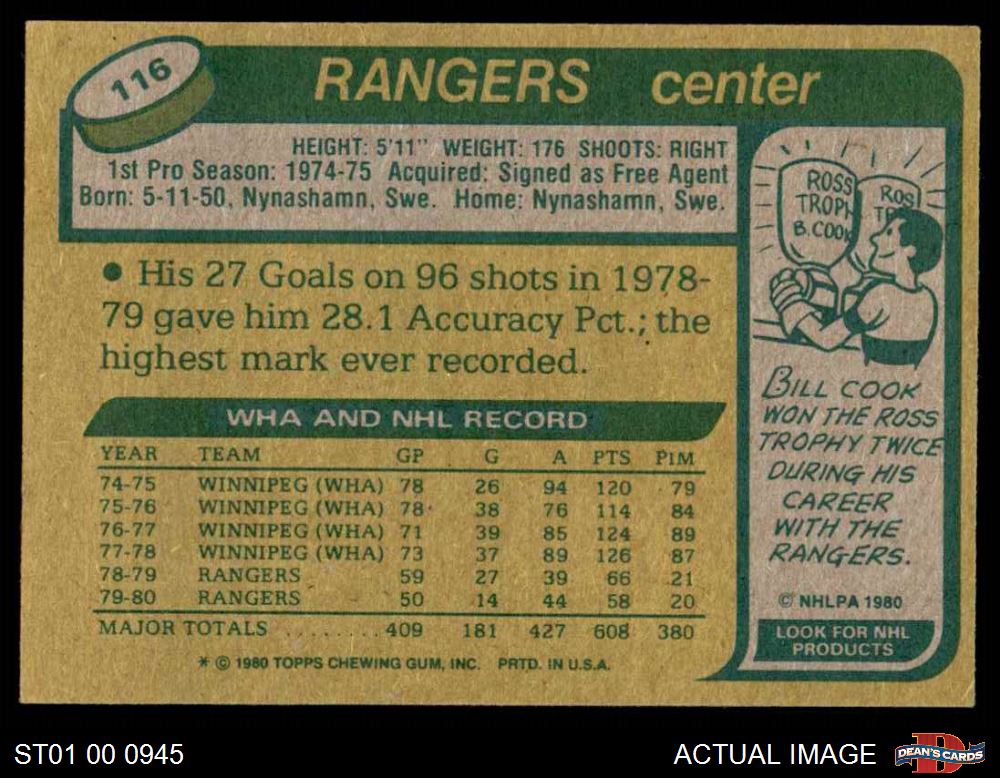 116
RANGERS center
HEIGHT: 5'11" WEIGHT: 176 SHOOTS: RIGHT
1st Pro Season: 1974-75 Acquired: Signed as Free Agent
Born: 5-11-50, Nynashamn, Swe. Home: Nynashamn, Swe.
● His 27 Goals on 96 shots in 1978-
79 gave him 28.1 Accuracy Pct.; the
highest mark ever recorded.
WHA AND NHL RECORD
YEAR TEAM GP G A PTS PIM
74-75 WINNIPEG (WHA) 78 26 94 120 79
75-76 WINNIPEG (WHA) 78 38 76 114 84
76-77 WINNIPEG (WHA) 71 39 85 124 89
77-78 WINNIPEG (WHA) 73 37 89 126 87
78-79 RANGERS 59 27 39 66 21
79-80 RANGERS 50 14 44 58 20
MAJOR TOTALS ........ 409 181 427 608 380
* © 1980 TOPPS CHEWING GUM, INC. PRTD. IN U.S.A.
ROSS
TROPH
B. COOK
ROS
TR
BILL COOK
WON THE ROSS
TROPHY TWICE
DURING HIS
CAREER
WITH THE
RANGERS.
© NHLPA 1980
LOOK FOR NHL
PRODUCTS
ST01 00 0945
ACTUAL IMAGE
DEAN'S CARDS